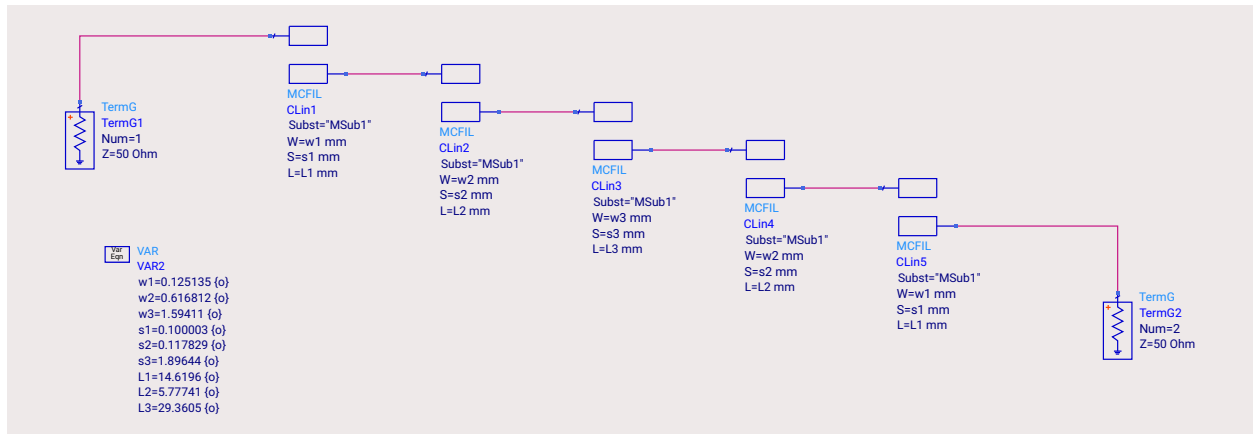 TermG
TermG1
Num=1
Z=50 Ohm
MCFIL
CLin1
Subst="MSub1"
W=w1 mm
S=s1 mm
L=L1 mm
MCFIL
CLin2
Subst="MSub1"
W=w2 mm
S=s2 mm
L=L2 mm
MCFIL
CLin3
Subst="MSub1"
W=w3 mm
S=s3 mm
L=L3 mm
MCFIL
CLin4
Subst="MSub1"
W=w2 mm
S=s2 mm
L=L2 mm
MCFIL
CLin5
Subst="MSub1"
W=w1 mm
S=s1 mm
L=L1 mm
TermG
TermG2
Num=2
Z=50 Ohm
Var
Eqn
VAR
VAR2
w1=0.125135 {o}
w2=0.616812 {o}
w3=1.59411 {o}
s1=0.100003 {o}
s2=0.117829 {o}
s3=1.89644 {o}
L1=14.6196 {o}
L2=5.77741 {o}
L3=29.3605 {o}